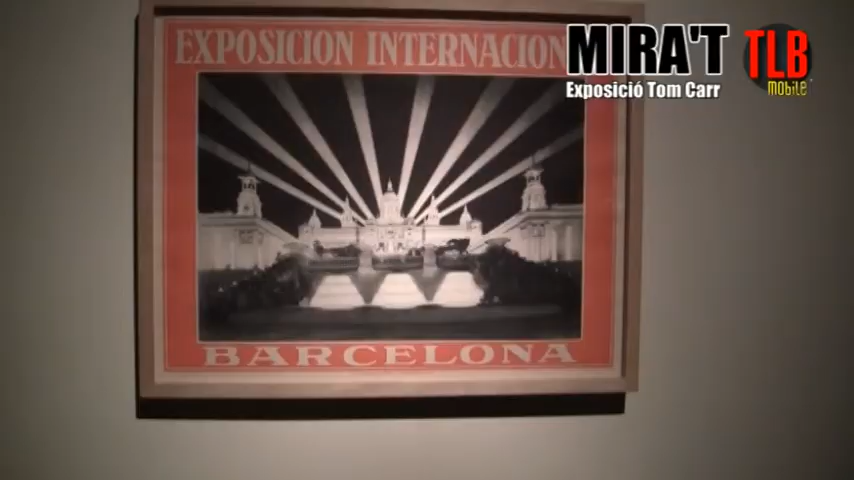 EXPOSICION INTERNACION
BARCELONA
MIRA'T
Exposició Tom Carr
TLB
mobile